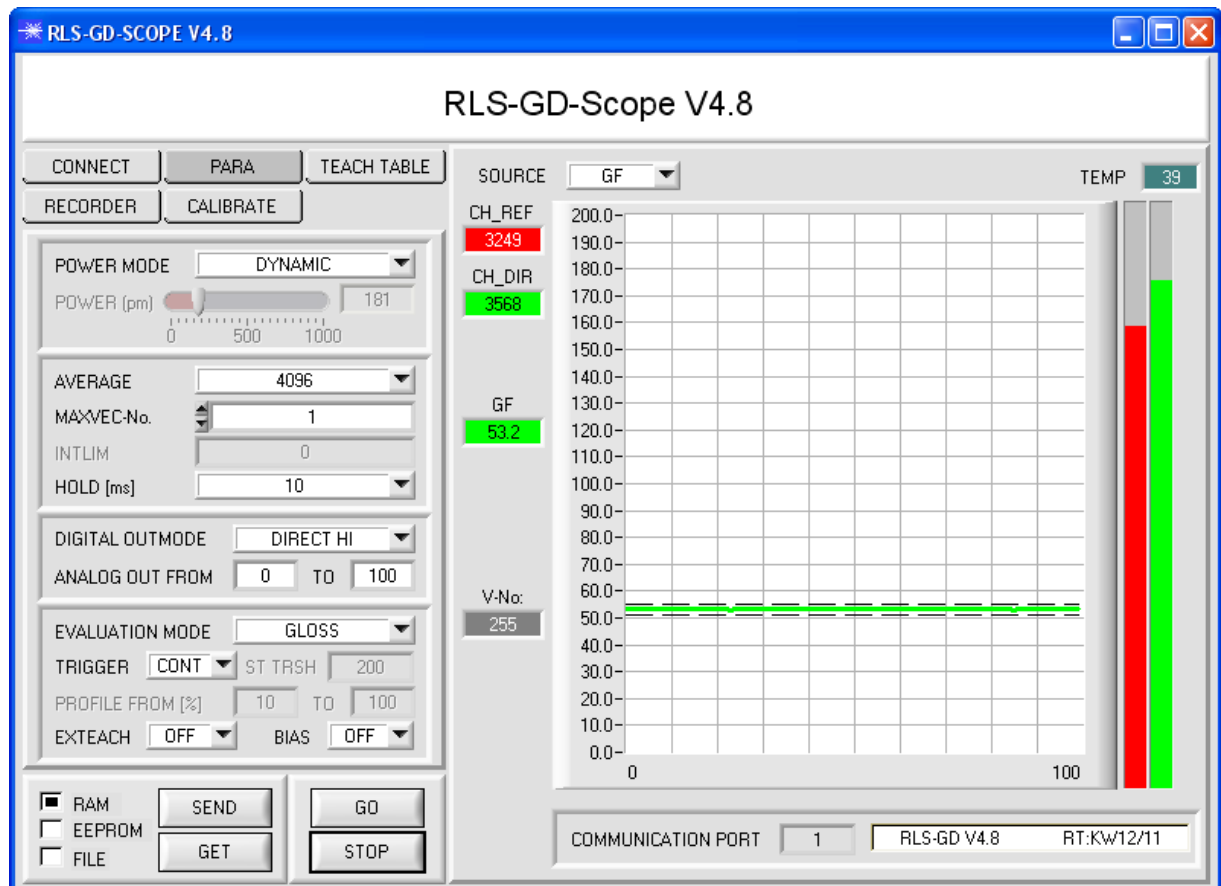 RLS-GD-SCOPE V4.8
RLS-GD-Scope V4.8
CONNECT PARA TEACH TABLE
RECORDER CALIBRATE
POWER MODE DYNAMIC
POWER (pm) 181
0 500 1000
AVERAGE 4096
MAXVEC-No. 1
INTLIM 0
HOLD [ms] 10
DIGITAL OUTMODE DIRECT HI
ANALOG OUT FROM 0 TO 100
EVALUATION MODE GLOSS
TRIGGER CONT ST TRSH 200
PROFILE FROM [%] 10 TO 100
EXTEACH OFF BIAS OFF
RAM
EEPROM
FILE
SEND
GET
GO
STOP
SOURCE GF
TEMP 39
CH_REF
3249
CH_DIR
3568
GF
53.2
V-No:
255
200.0
190.0
180.0
170.0
160.0
150.0
140.0
130.0
120.0
110.0
100.0
90.0
80.0
70.0
60.0
50.0
40.0
30.0
20.0
10.0
0.0
0 100
COMMUNICATION PORT 1 RLS-GD V4.8 RT:KW12/11